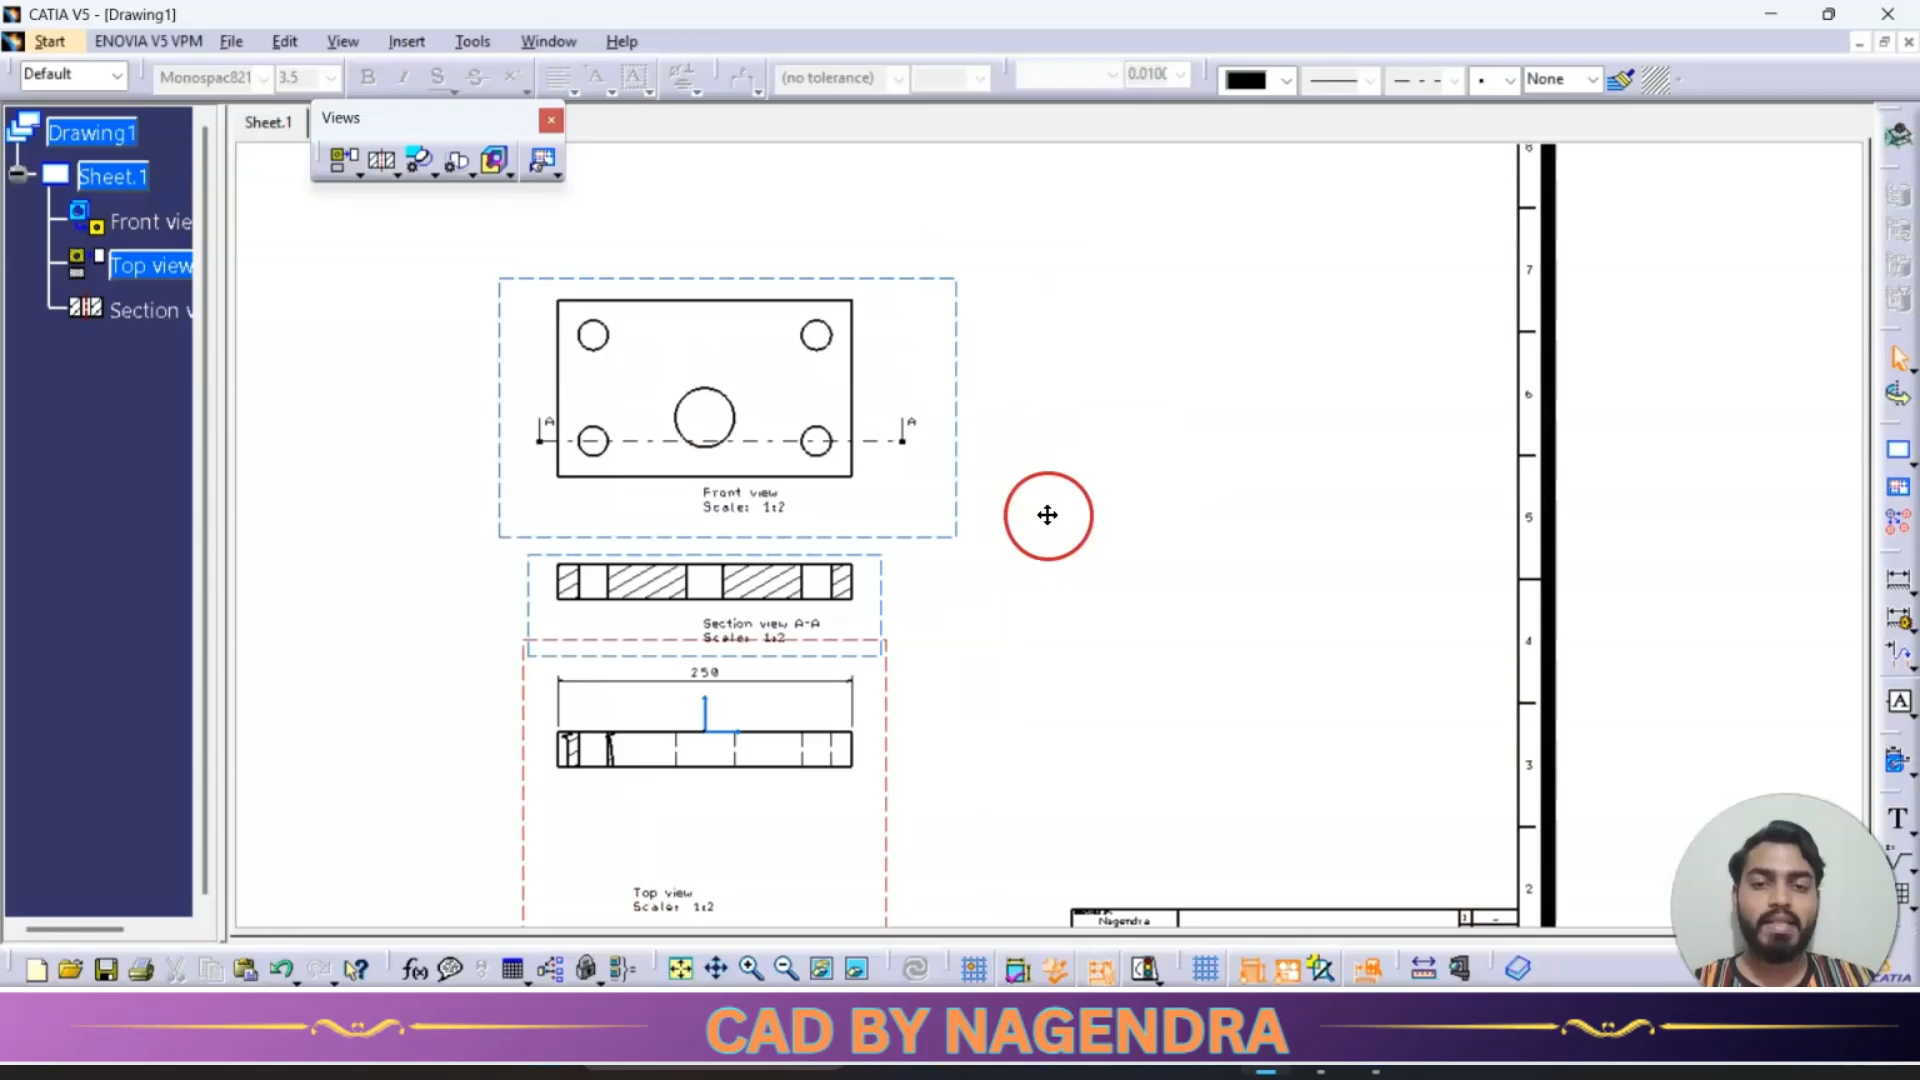 CATIA V5 - [Drawing1]
Start ENOVIA V5 VPM File Edit View Insert Tools Window Help
Default Monospac821 3.5 B I S S (no tolerance) None
Drawing1
Sheet.1
Front vie
Top view
Section v
Sheet.1
Views
8
7
6
5
4
3
2
A A
Front view
Scale: 1:2
Section view A-A
Scale: 1:2
250
Top view
Scale: 1:2
Nagendra
A
T
f(x)
CATIA
CAD BY NAGENDRA